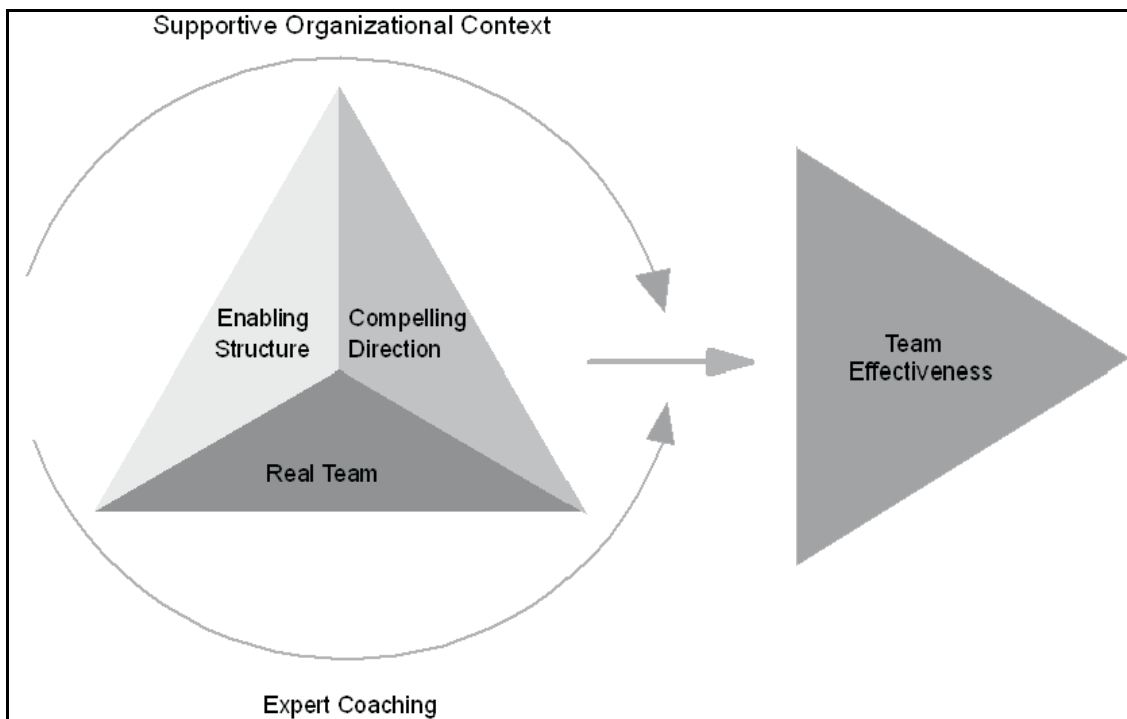 Supportive Organizational Context
Enabling
Structure
Compelling
Direction
Real Team
Team
Effectiveness
Expert Coaching